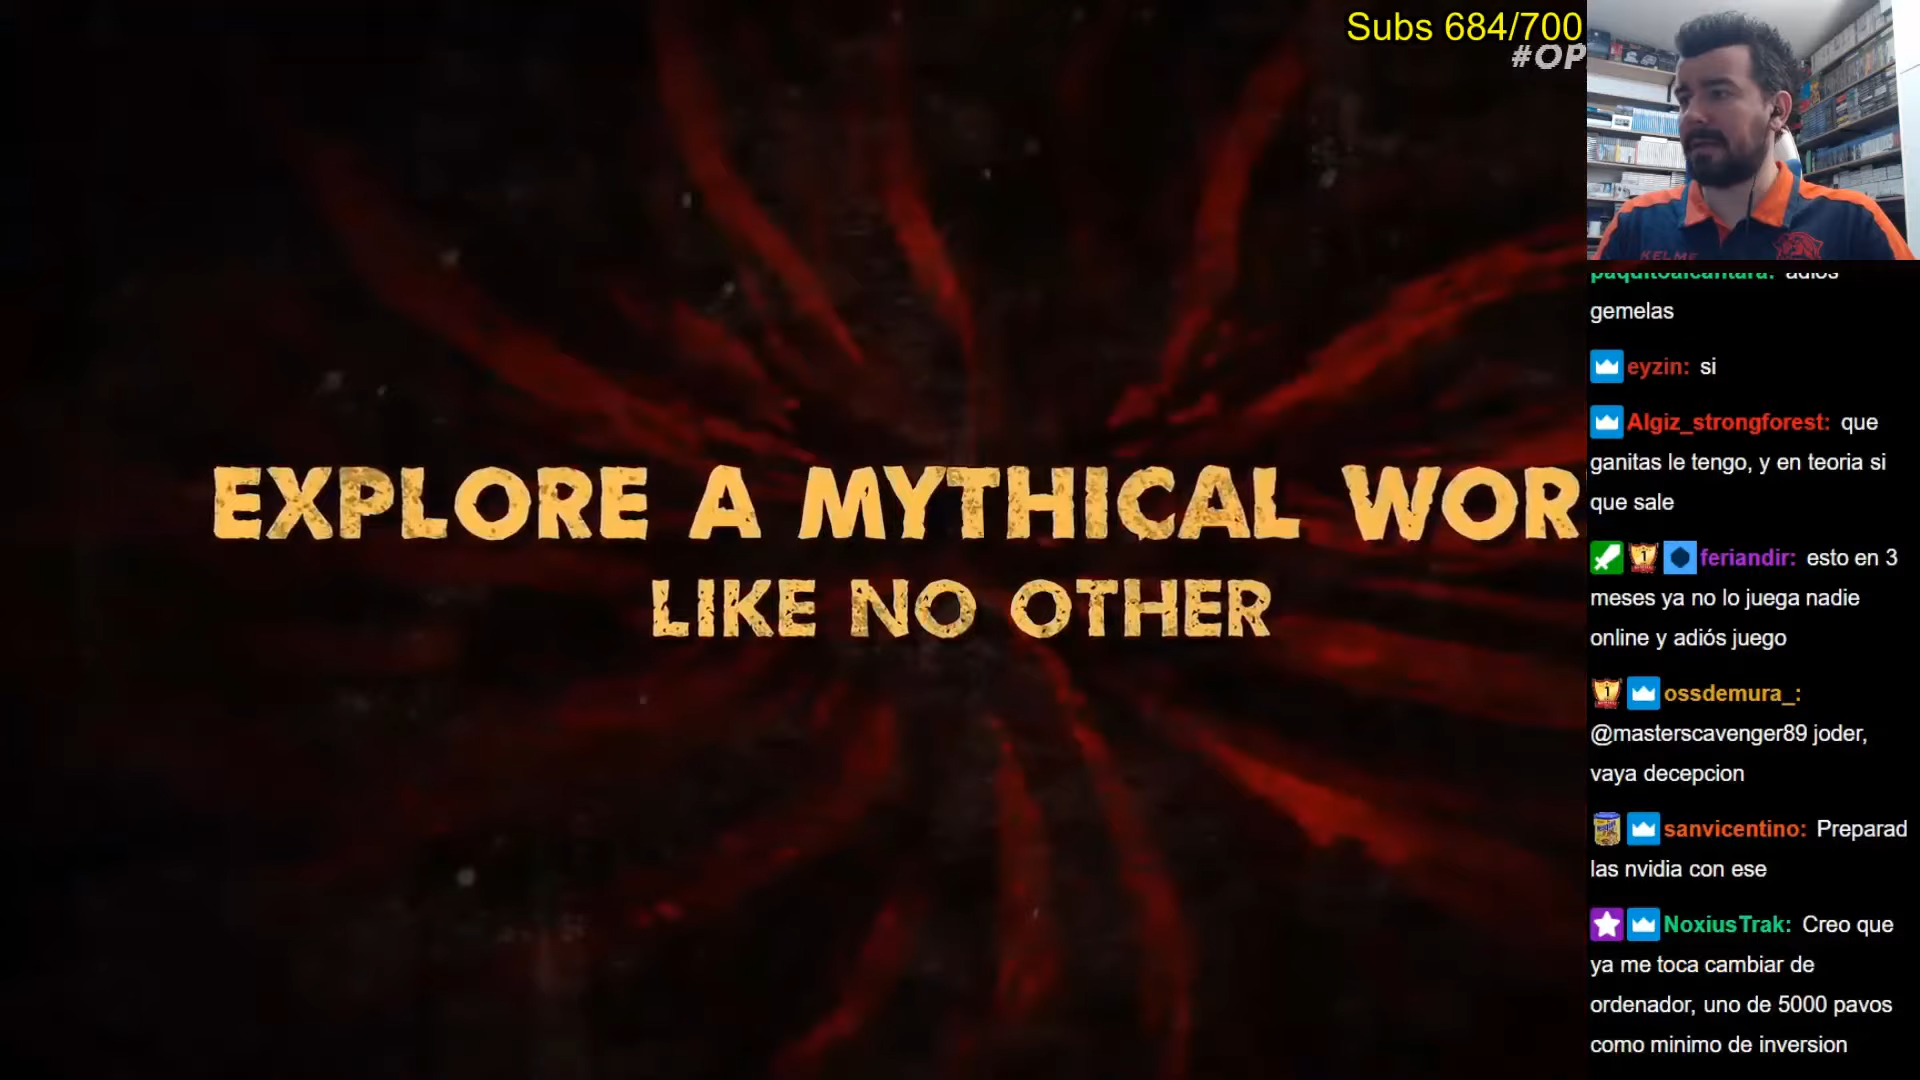 Subs 684/700
#OP
KELME
EXPLORE A MYTHICAL WOR
LIKE NO OTHER
paquitoalcantara: adios
gemelas
eyzin: si
Algiz_strongforest: que
ganitas le tengo, y en teoria si
que sale
feriandir: esto en 3
meses ya no lo juega nadie
online y adiós juego
ossdemura_:
@masterscavenger89 joder,
vaya decepcion
sanvicentino: Preparad
las nvidia con ese
NoxiusTrak: Creo que
ya me toca cambiar de
ordenador, uno de 5000 pavos
como minimo de inversion